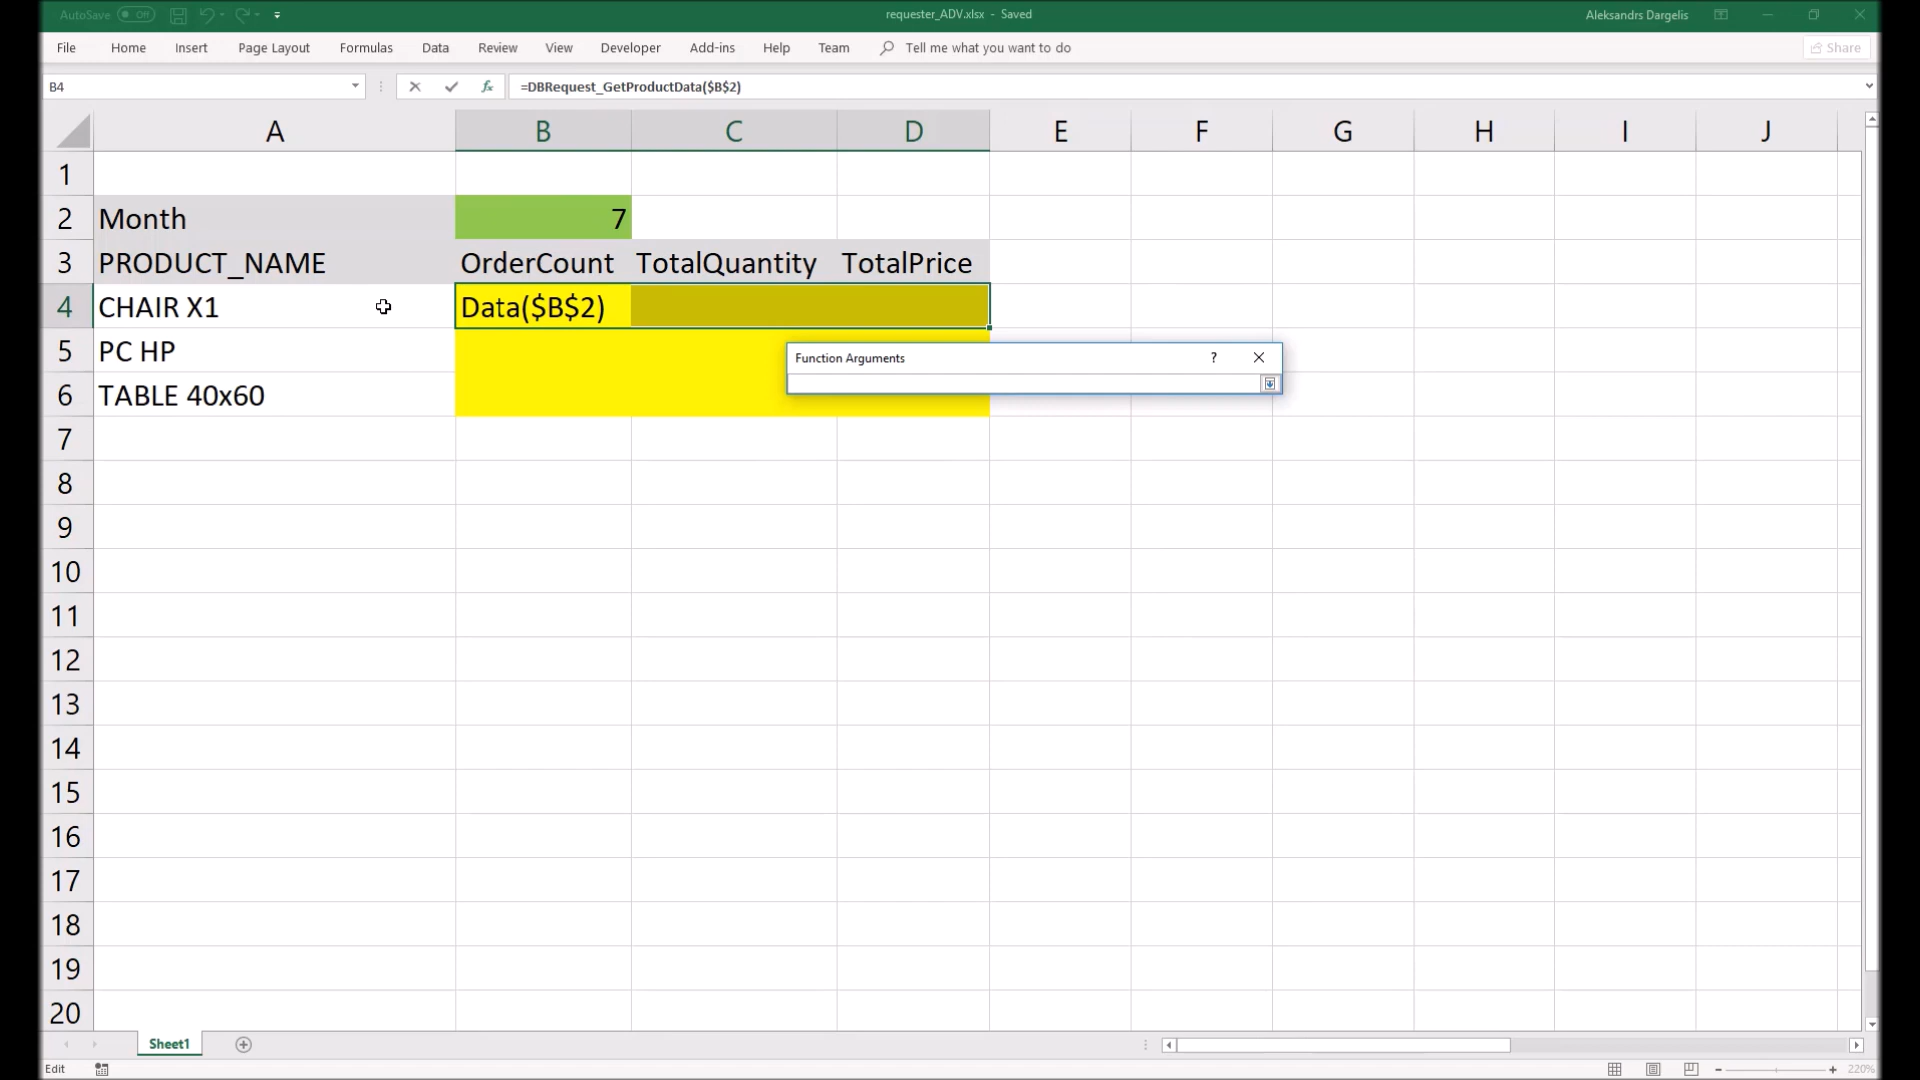 AutoSave Off requester_ADV.xlsx - Saved Aleksandrs Dargelis
File Home Insert Page Layout Formulas Data Review View Developer Add-ins Help Team Tell me what you want to do Share
B4 fx =DBRequest_GetProductData($B$2)
A B C D E F G H I J
1
2 Month 7
3 PRODUCT_NAME OrderCount TotalQuantity TotalPrice
4 CHAIR X1 Data($B$2)
5 PC HP
Function Arguments ?
6 TABLE 40x60
7
8
9
10
11
12
13
14
15
16
17
18
19
20
Sheet1
Edit 220%